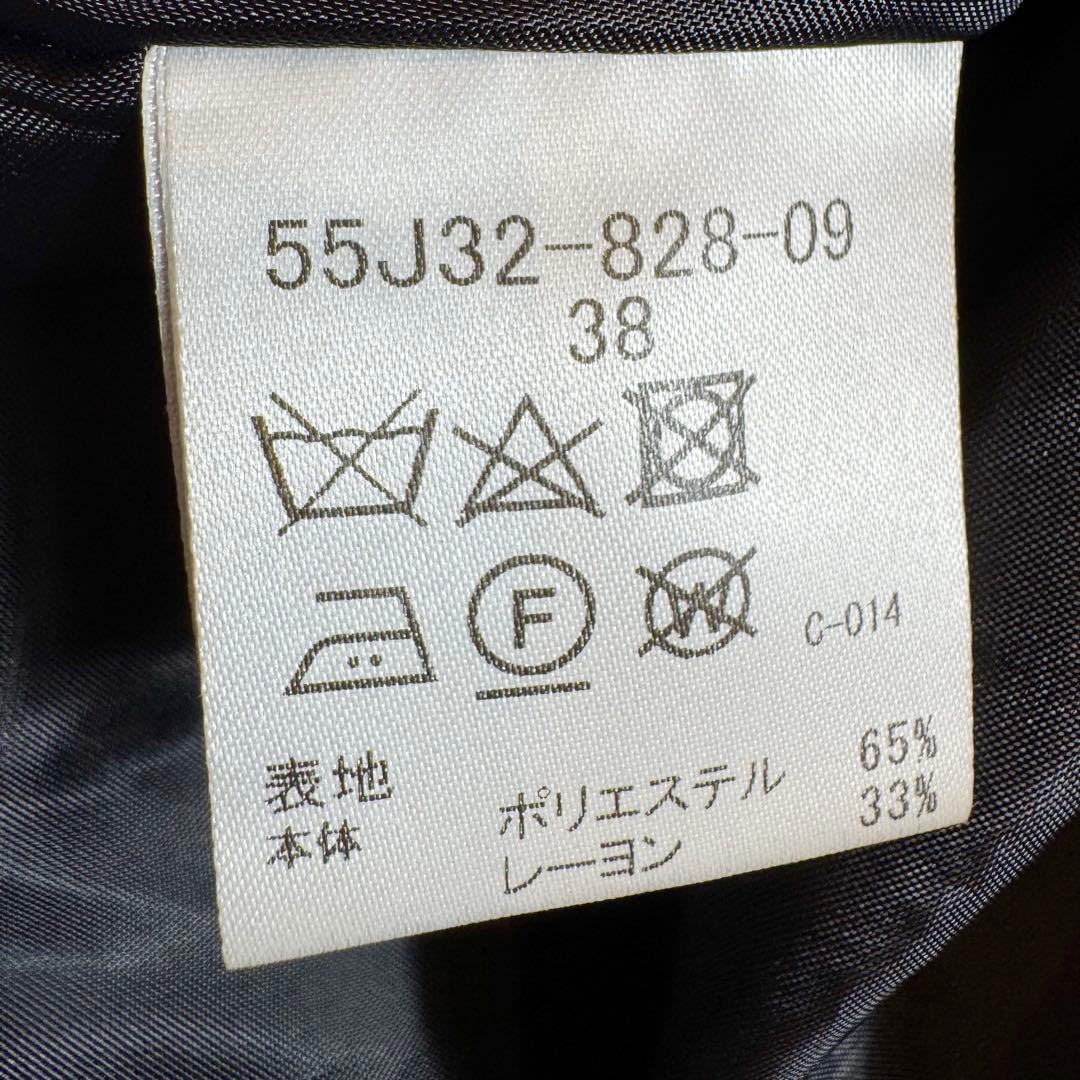 55J32-828-09
38
F
W
C-014
表地 ポリエステル 65%
本体 レーヨン 33%